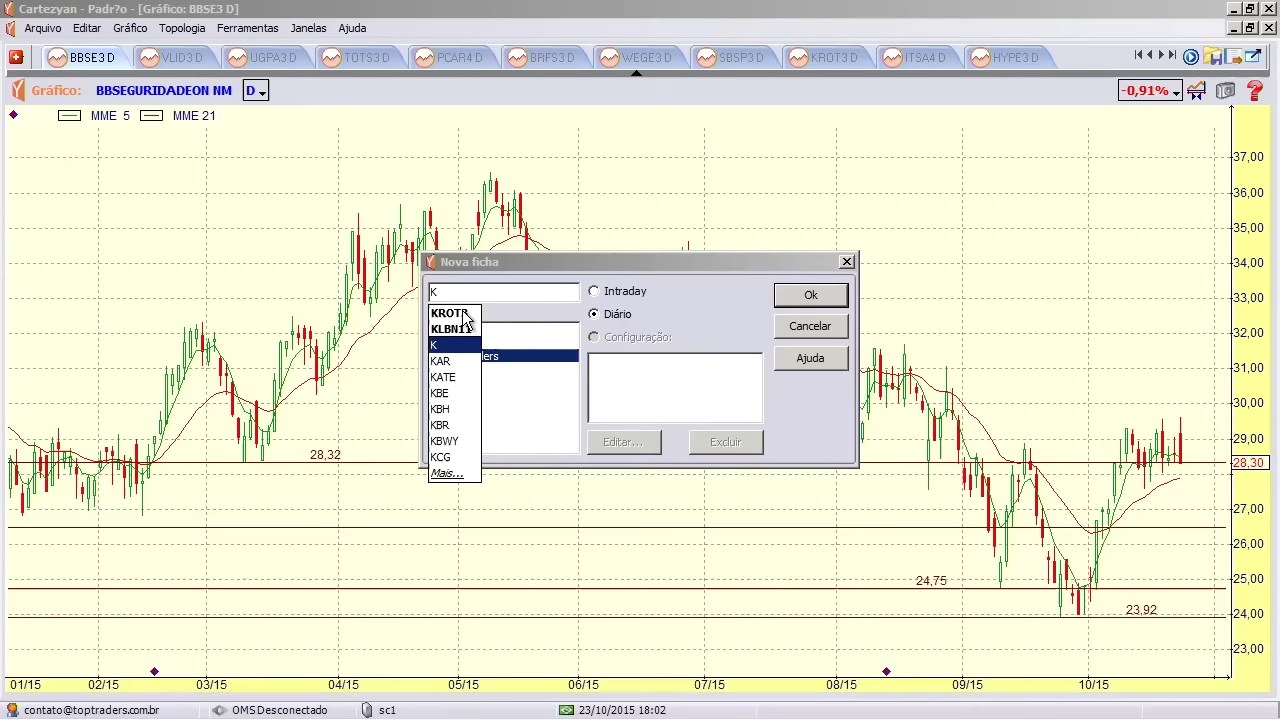 Cartezyan - Padr?o - [Gráfico: BBSE3 D]
Arquivo Editar Gráfico Topologia Ferramentas Janelas Ajuda
BBSE3 D VLID3 D UGPA3 D TOTS3 D PCAR4 D BRFS3 D WEGE3 D SBSP3 D KROT3 D ITSA4 D HYPE3 D
Gráfico: BBSEGURIDADEON NM D -0,91%
MME 5 MME 21
37,00
36,00
35,00
34,00
33,00
32,00
31,00
30,00
29,00
28,30
27,00
26,00
25,00
24,00
23,00
28,32
24,75
23,92
Nova ficha
K
KLBN11
K
KAR
KATE
KBE
KBH
KBR
KBWY
KCG
Mais...
Intraday
Diário
Configuração:
Editar...
Excluir
Ok
Cancelar
Ajuda
01/15 02/15 03/15 04/15 05/15 06/15 07/15 08/15 09/15 10/15
contato@toptraders.com.br OMS Desconectado sc1 23/10/2015 18:02